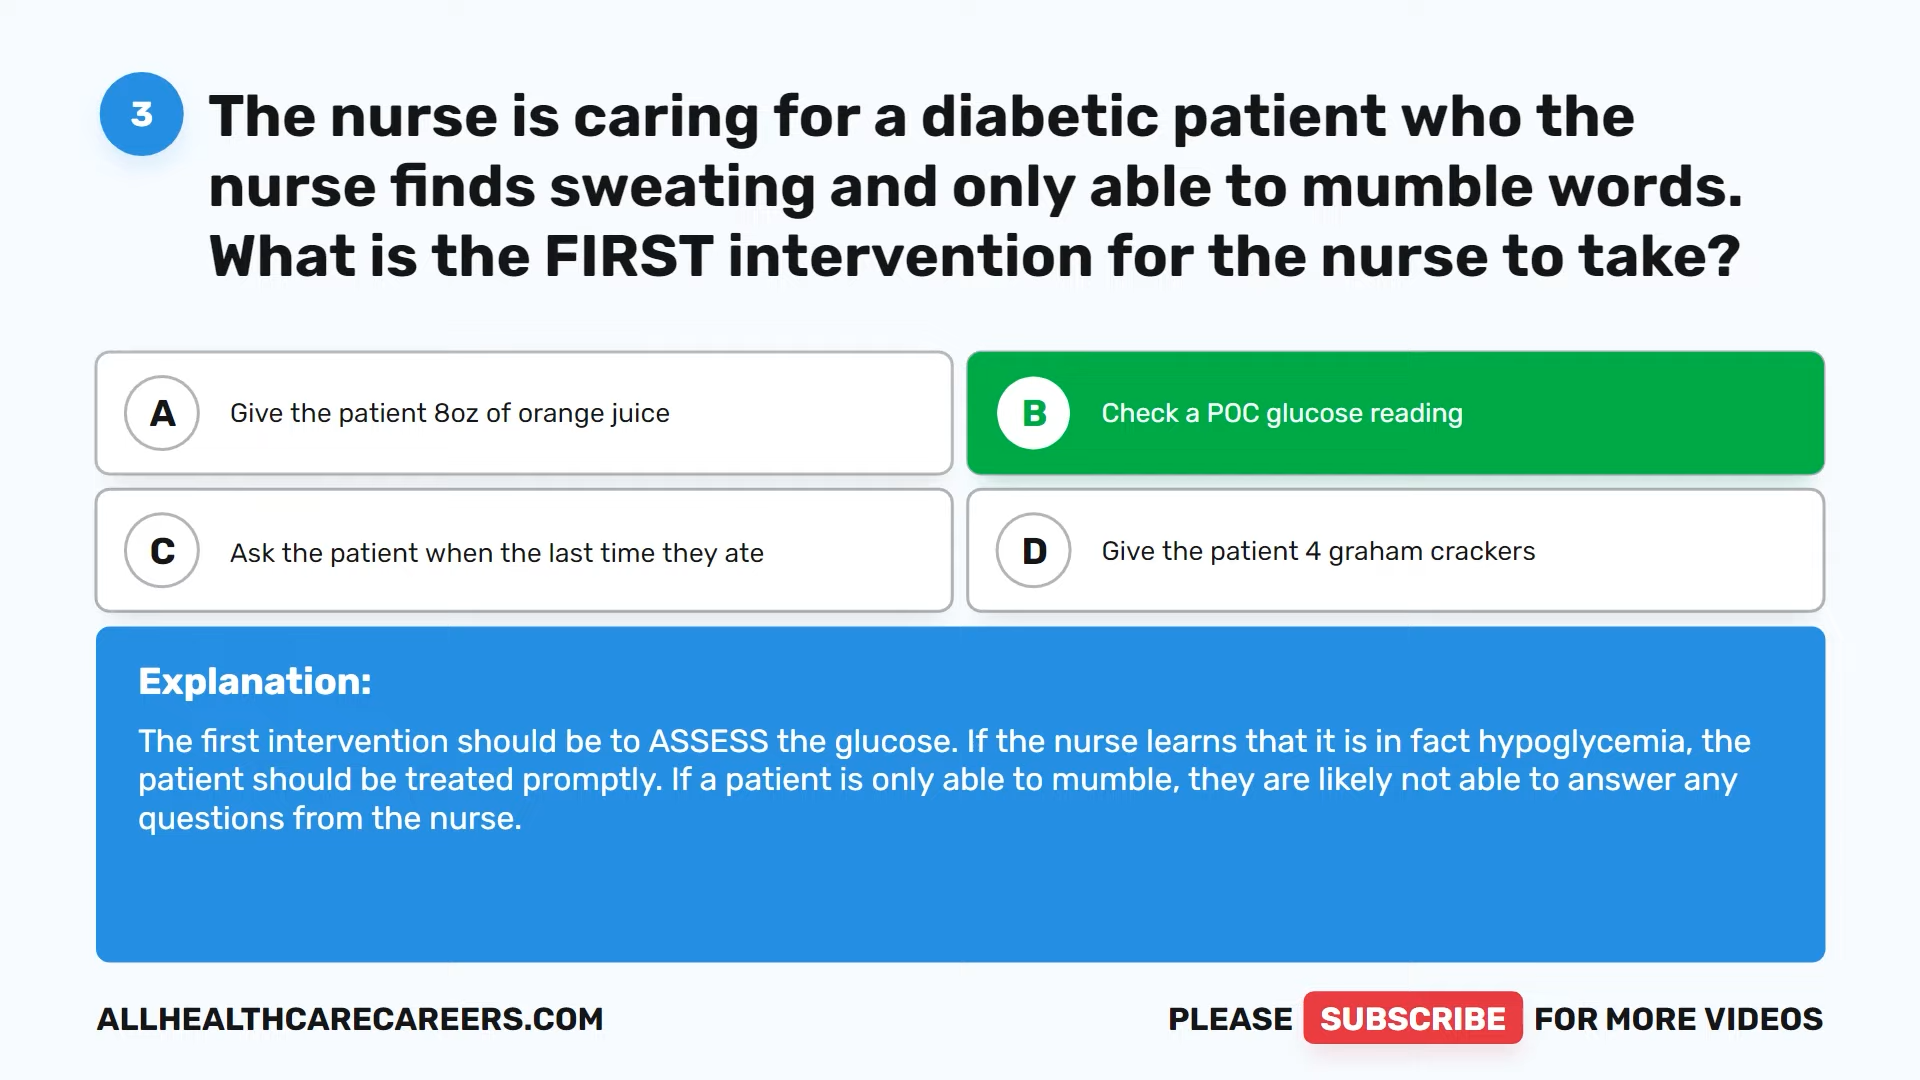 3
The nurse is caring for a diabetic patient who the
nurse finds sweating and only able to mumble words.
What is the FIRST intervention for the nurse to take?
A Give the patient 8oz of orange juice
B Check a POC glucose reading
C Ask the patient when the last time they ate
D Give the patient 4 graham crackers
Explanation:
The first intervention should be to ASSESS the glucose. If the nurse learns that it is in fact hypoglycemia, the
patient should be treated promptly. If a patient is only able to mumble, they are likely not able to answer any
questions from the nurse.
ALLHEALTHCARECAREERS.COM
PLEASE SUBSCRIBE FOR MORE VIDEOS